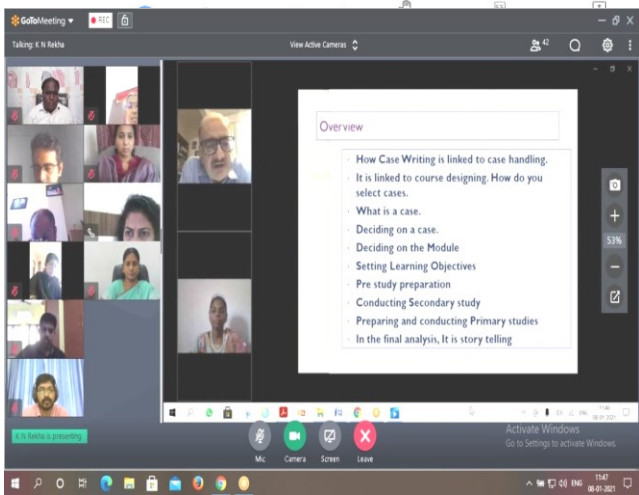 GoToMeeting
REC
Talking: K N Rekha
View Active Cameras
42
Overview
How Case Writing is linked to case handling.
It is linked to course designing. How do you
select cases.
What is a case.
Deciding on a case.
Deciding on the Module
Setting Learning Objectives
Pre study preparation
Conducting Secondary study
Preparing and conducting Primary studies
In the final analysis, It is story telling
53%
K N Rekha is presenting
Mic
Camera
Screen
Leave
Activate Windows
Go to Settings to activate Windows.
ENG
11:47
08-01-2021